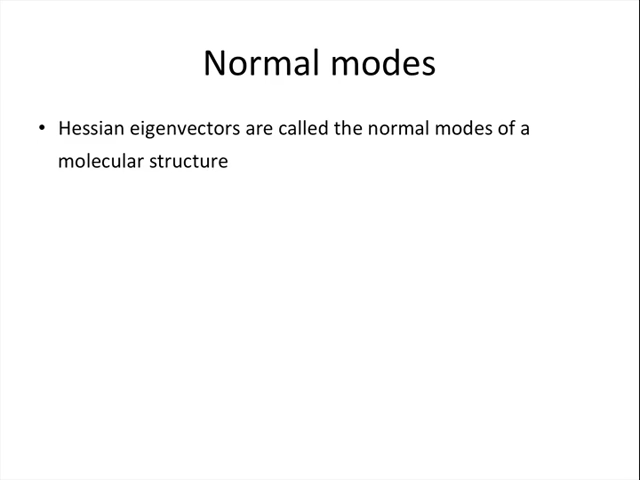 Normal modes
• Hessian eigenvectors are called the normal modes of a
molecular structure